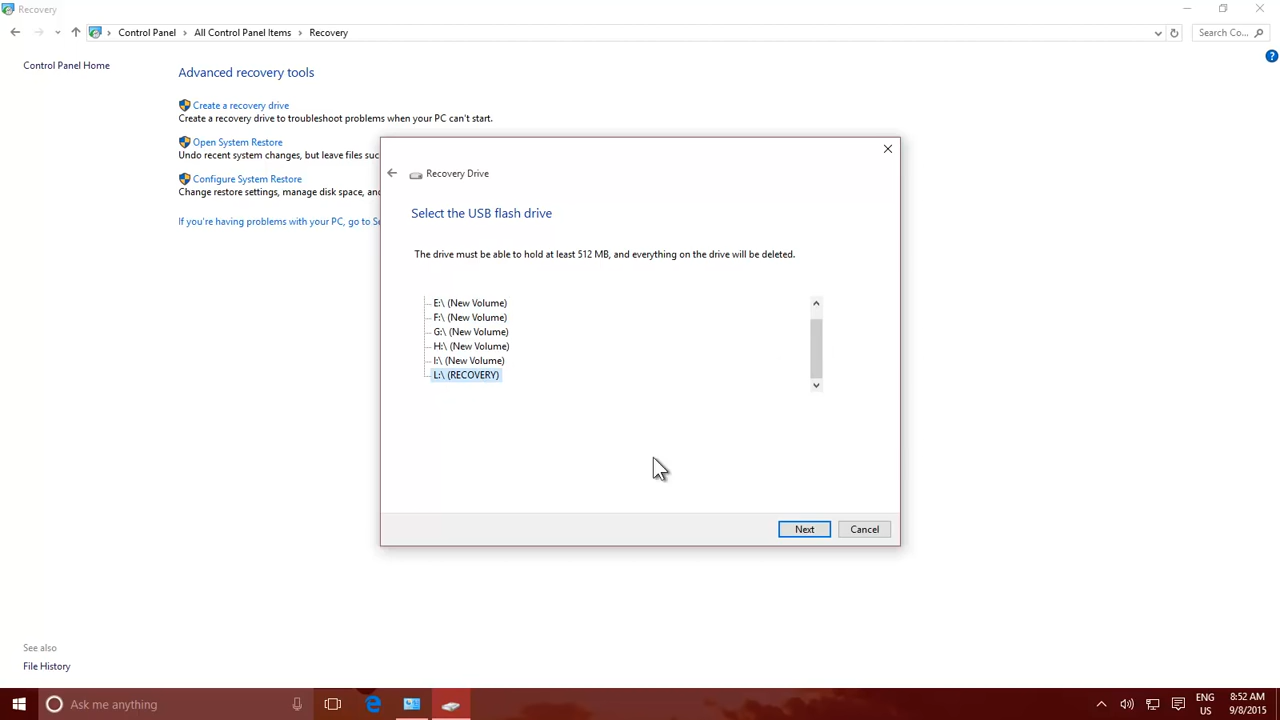 Recovery
Control Panel > All Control Panel Items > Recovery
Search Co...
Control Panel Home
Advanced recovery tools
Create a recovery drive
Create a recovery drive to troubleshoot problems when your PC can't start.
Open System Restore
Undo recent system changes, but leave files suc
Configure System Restore
Change restore settings, manage disk space, and
If you're having problems with your PC, go to Se
Recovery Drive
Select the USB flash drive
The drive must be able to hold at least 512 MB, and everything on the drive will be deleted.
E:\ (New Volume)
F:\ (New Volume)
G:\ (New Volume)
H:\ (New Volume)
I:\ (New Volume)
L:\ (RECOVERY)
Next
Cancel
See also
File History
Ask me anything
ENG
US
8:52 AM
9/8/2015